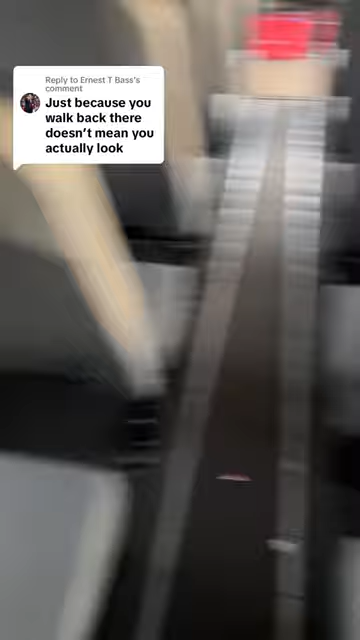 Reply to Ernest T Bass's
comment
Just because you
walk back there
doesn't mean you
actually look